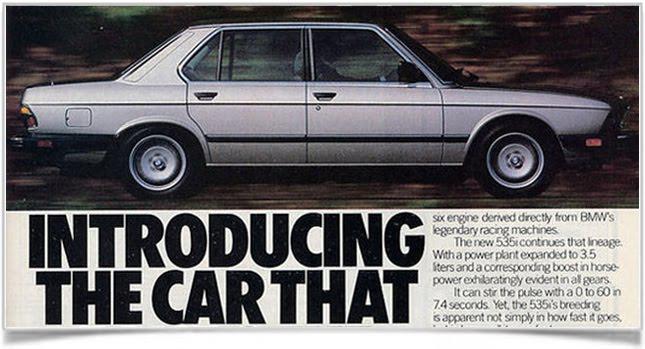 INTRODUCING
THE CAR THAT
six engine derived directly from BMW's
legendary racing machines.
The new 535i continues that lineage.
With a power plant expanded to 3.5
liters and a corresponding boost in horse-
power exhilaratingly evident in all gears.
It can stir the pulse with a 0 to 60 in
7.4 seconds. Yet, the 535i's breeding
is apparent not simply in how fast it goes,